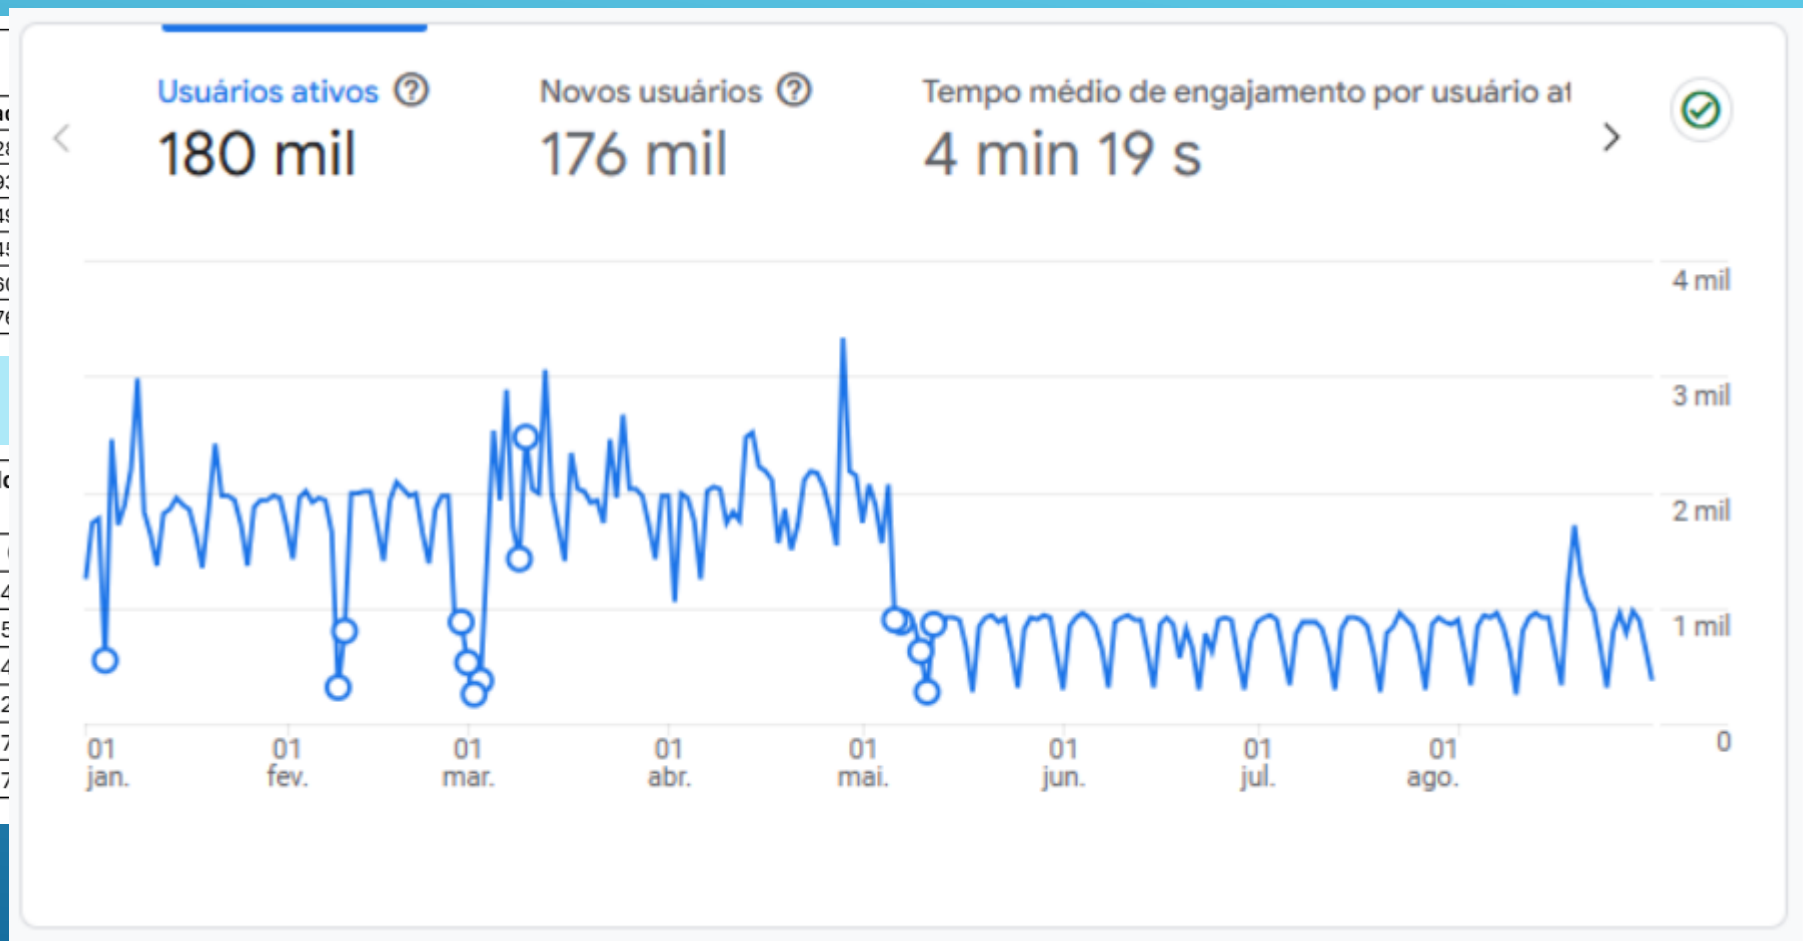 Usuários ativos
180 mil
Novos usuários
176 mil
Tempo médio de engajamento por usuário at
4 min 19 s
4 mil
3 mil
2 mil
1 mil
0
01 jan.
01 fev.
01 mar.
01 abr.
01 mai.
01 jun.
01 jul.
01 ago.